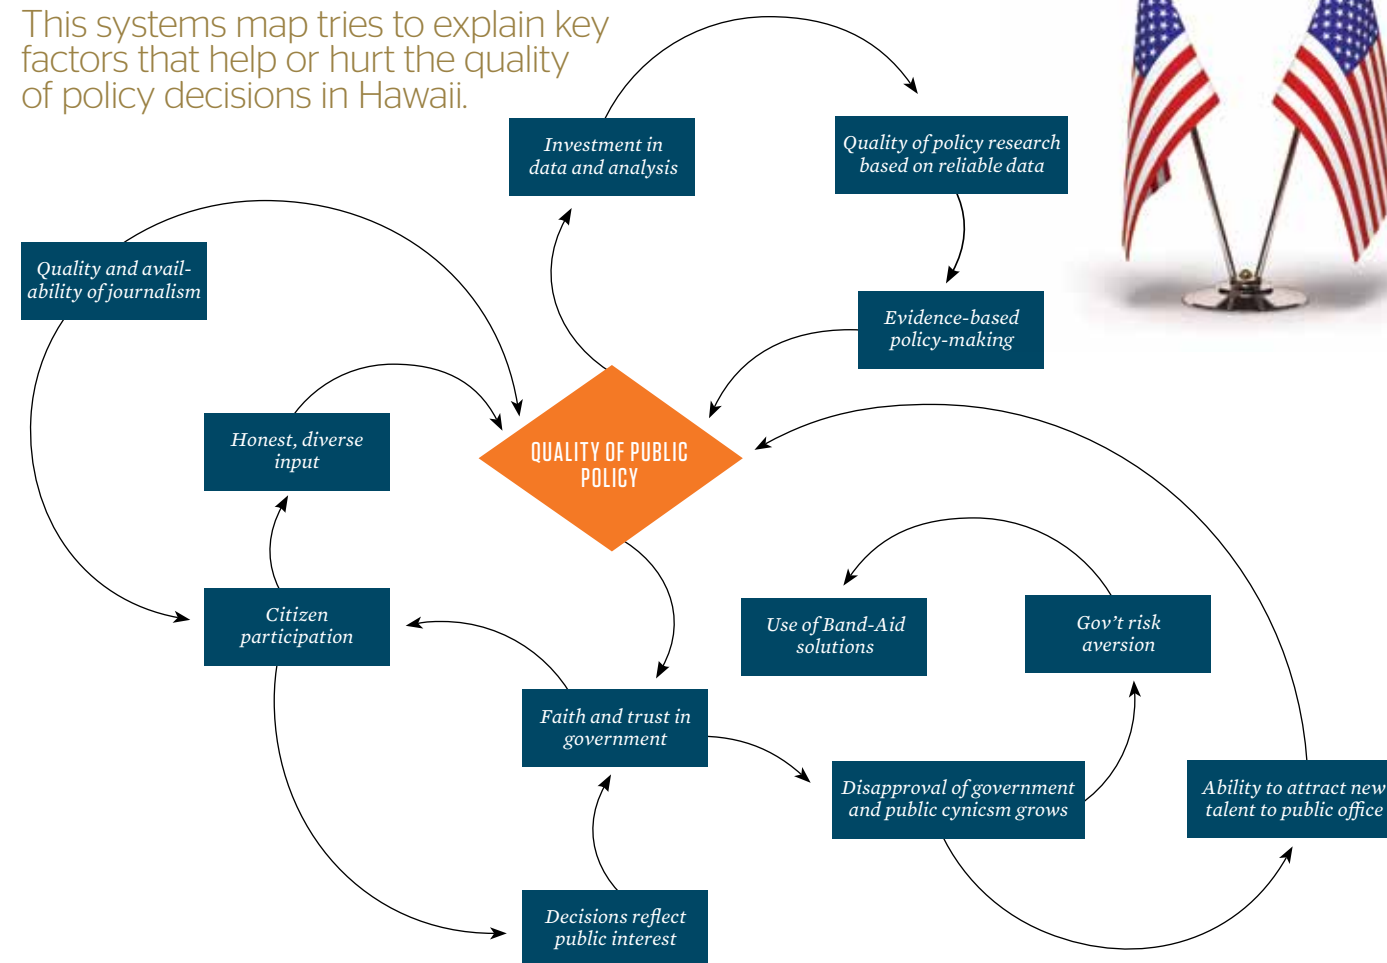 This systems map tries to explain key
factors that help or hurt the quality
of policy decisions in Hawaii.
Investment in
data and analysis
Quality of policy research
based on reliable data
Quality and avail-
ability of journalism
Evidence-based
policy-making
Honest, diverse
input
QUALITY OF PUBLIC
POLICY
Citizen
participation
Use of Band-Aid
solutions
Gov’t risk
aversion
Faith and trust in
government
Disapproval of government
and public cynicsm grows
Ability to attract new
talent to public office
Decisions reflect
public interest